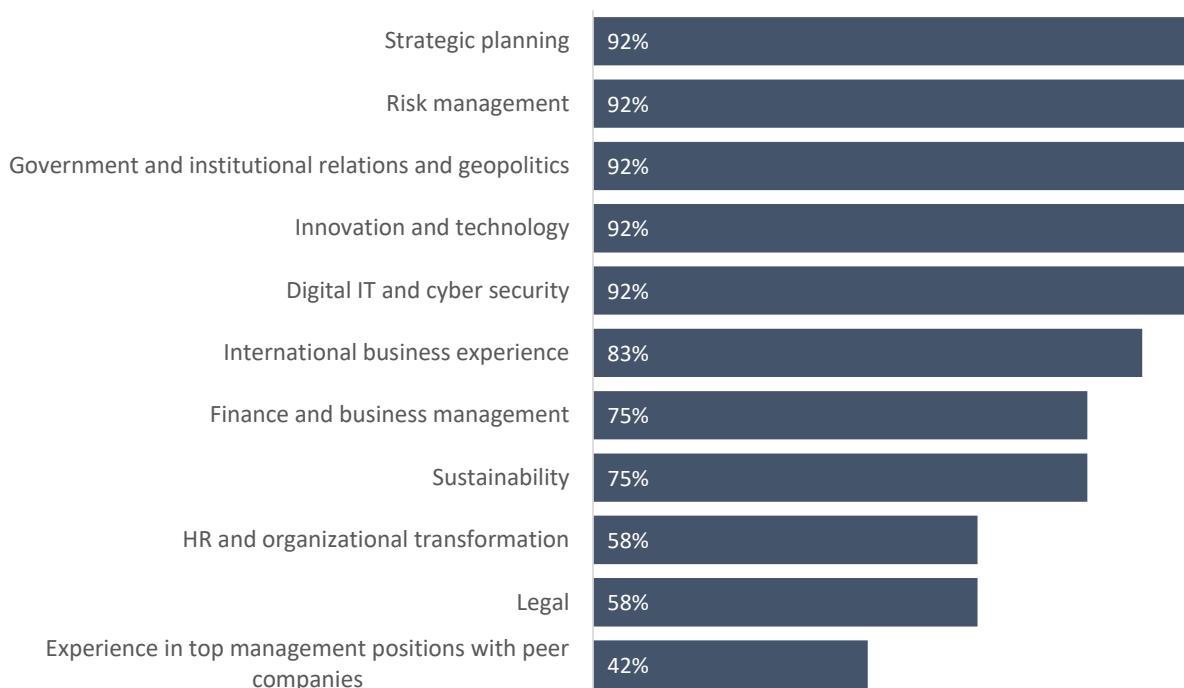 Strategic planning 92%
Risk management 92%
Government and institutional relations and geopolitics 92%
Innovation and technology 92%
Digital IT and cyber security 92%
International business experience 83%
Finance and business management 75%
Sustainability 75%
HR and organizational transformation 58%
Legal 58%
Experience in top management positions with peer
companies 42%